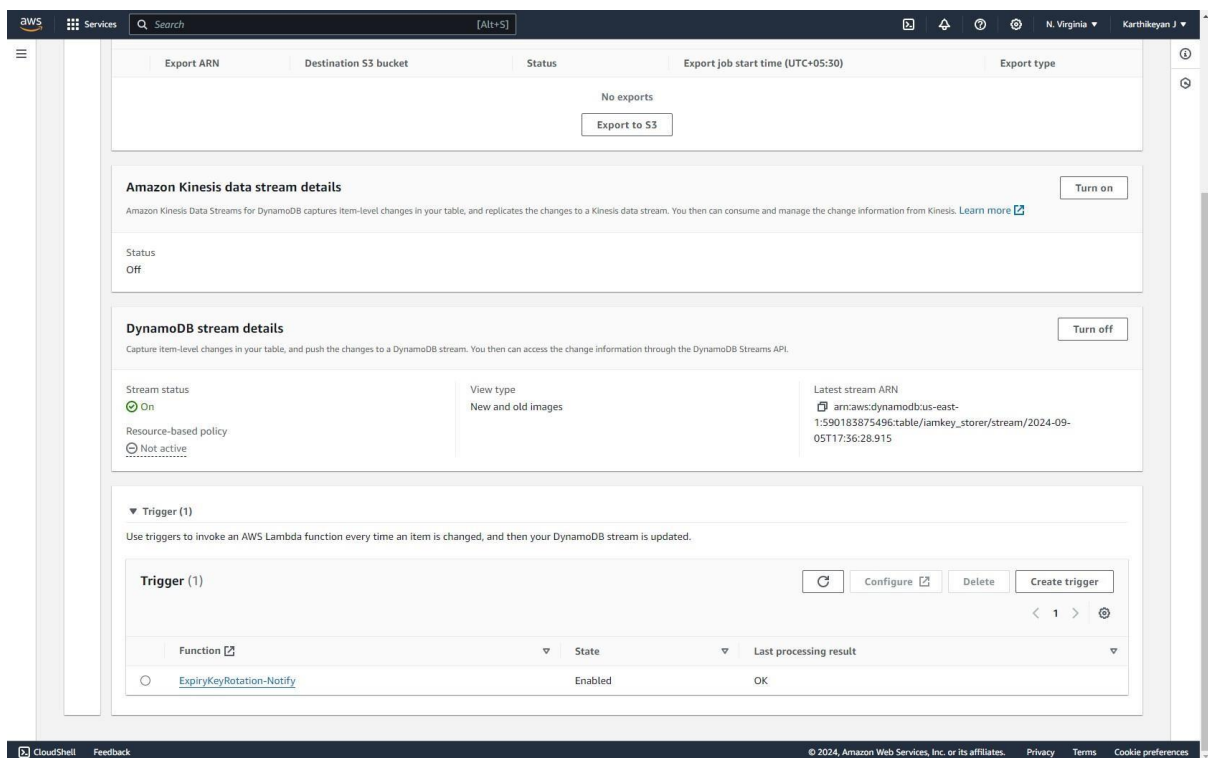 aws Services Search [Alt+S] N. Virginia Karthikeyan J
Export ARN Destination S3 bucket Status Export job start time (UTC+05:30) Export type
No exports
Export to S3
Amazon Kinesis data stream details Turn on
Amazon Kinesis Data Streams for DynamoDB captures item-level changes in your table, and replicates the changes to a Kinesis data stream. You then can consume and manage the change information from Kinesis. Learn more
Status
Off
DynamoDB stream details Turn off
Capture item-level changes in your table, and push the changes to a DynamoDB stream. You then can access the change information through the DynamoDB Streams API.
Stream status View type Latest stream ARN
On New and old images arn:aws:dynamodb:us-east-
1:590183875496:table/iamkey_storer/stream/2024-09-
05T17:36:28.915
Resource-based policy
Not active
Trigger (1)
Use triggers to invoke an AWS Lambda function every time an item is changed, and then your DynamoDB stream is updated.
Trigger (1) Configure Delete Create trigger
1
Function State Last processing result
ExpiryKeyRotation-Notify Enabled OK
CloudShell Feedback © 2024, Amazon Web Services, Inc. or its affiliates. Privacy Terms Cookie preferences